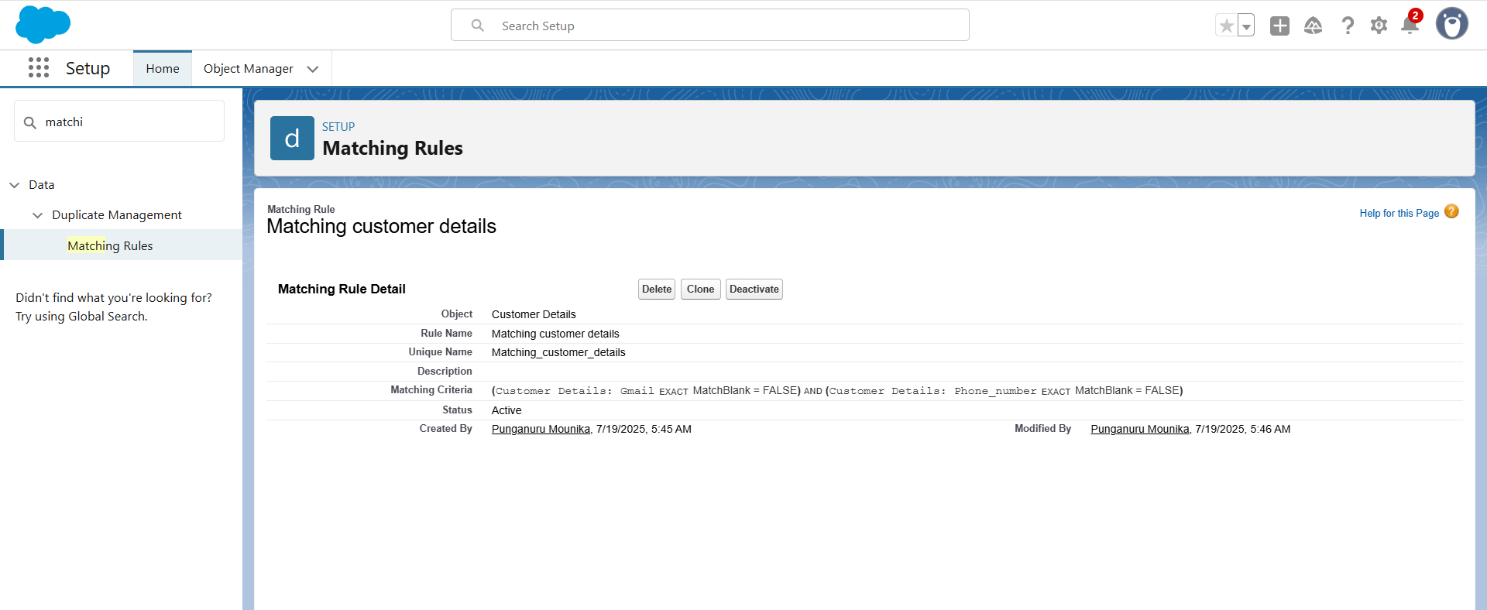 Search Setup
2
Setup
Home
Object Manager
matchi
Data
Duplicate Management
Matching Rules
Didn't find what you're looking for?
Try using Global Search.
d
SETUP
Matching Rules
Matching Rule
Matching customer details
Help for this Page ?
Matching Rule Detail
Delete Clone Deactivate
Object Customer Details
Rule Name Matching customer details
Unique Name Matching_customer_details
Description
Matching Criteria (Customer Details: Gmail EXACT MatchBlank = FALSE) AND (Customer Details: Phone_number EXACT MatchBlank = FALSE)
Status Active
Created By Punganuru Mounika, 7/19/2025, 5:45 AM Modified By Punganuru Mounika, 7/19/2025, 5:46 AM